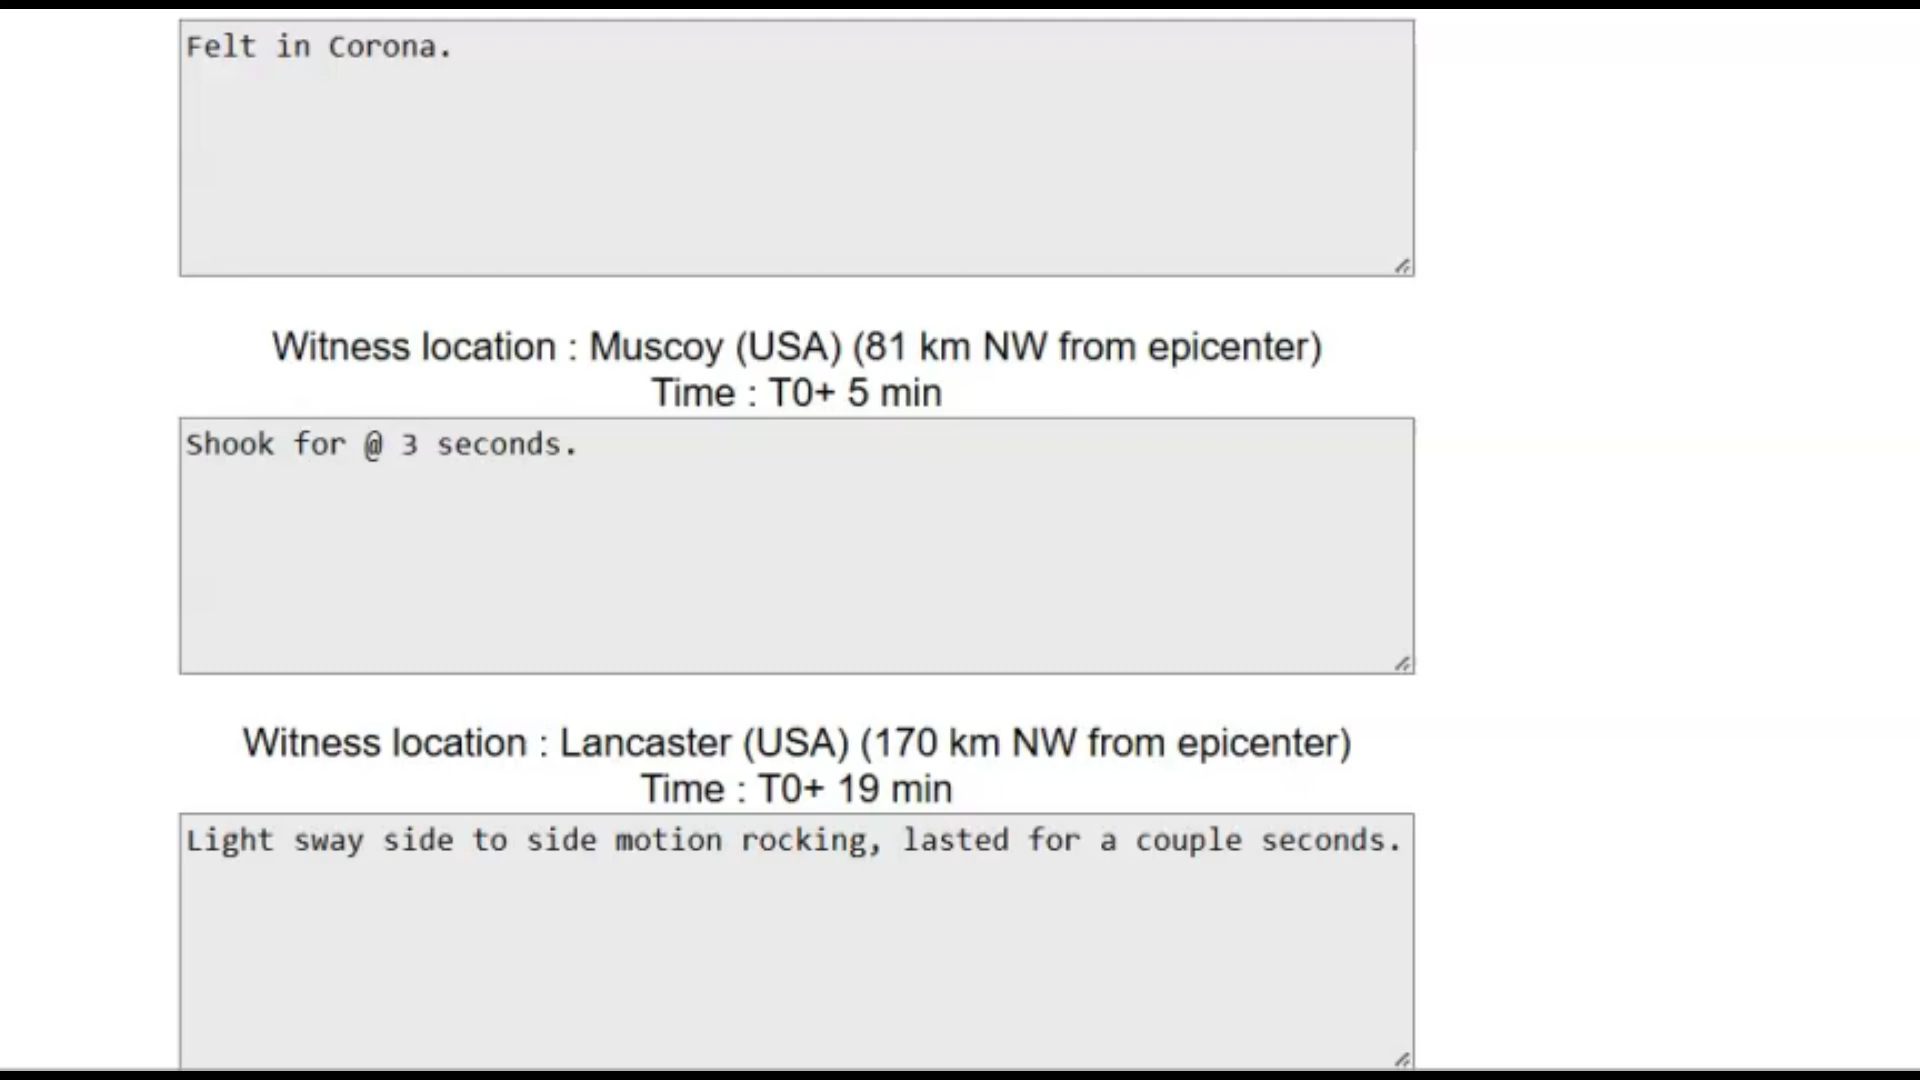 Felt in Corona.
Witness location : Muscoy (USA) (81 km NW from epicenter)
Time : T0+ 5 min
Shook for @ 3 seconds.
Witness location : Lancaster (USA) (170 km NW from epicenter)
Time : T0+ 19 min
Light sway side to side motion rocking, lasted for a couple seconds.